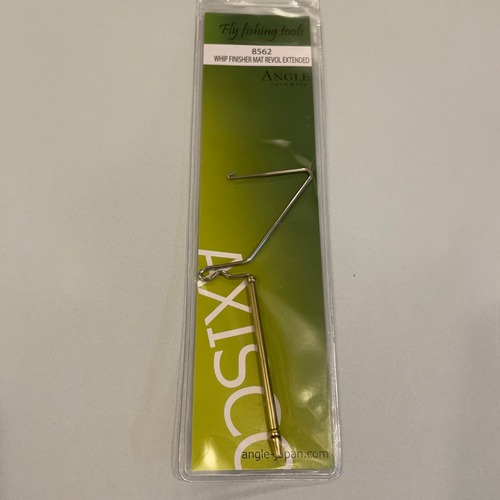 Fly fishing tools
8562
WHIP FINISHER MAT REVOL EXTENDED
ANGLE
AXISCO
angle-japan.com